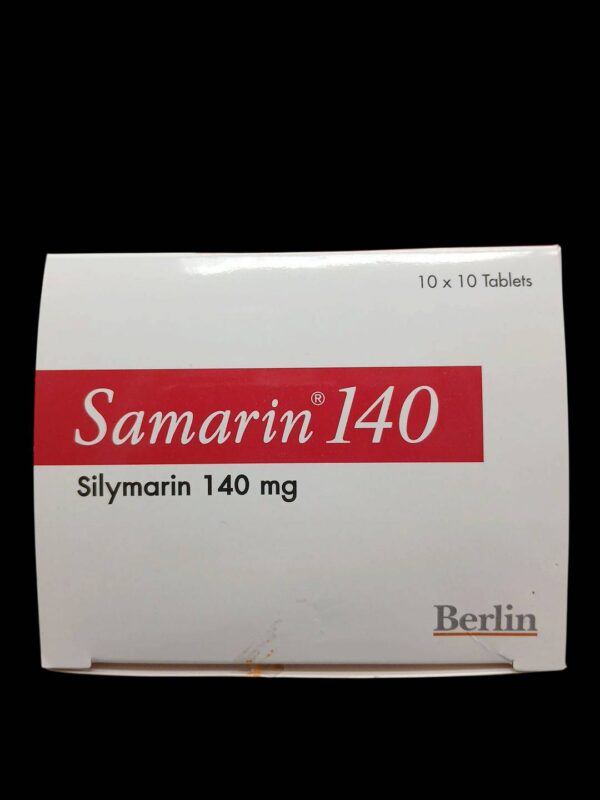 10 x 10 Tablets
Samarin® 140
Silymarin 140 mg
Berlin